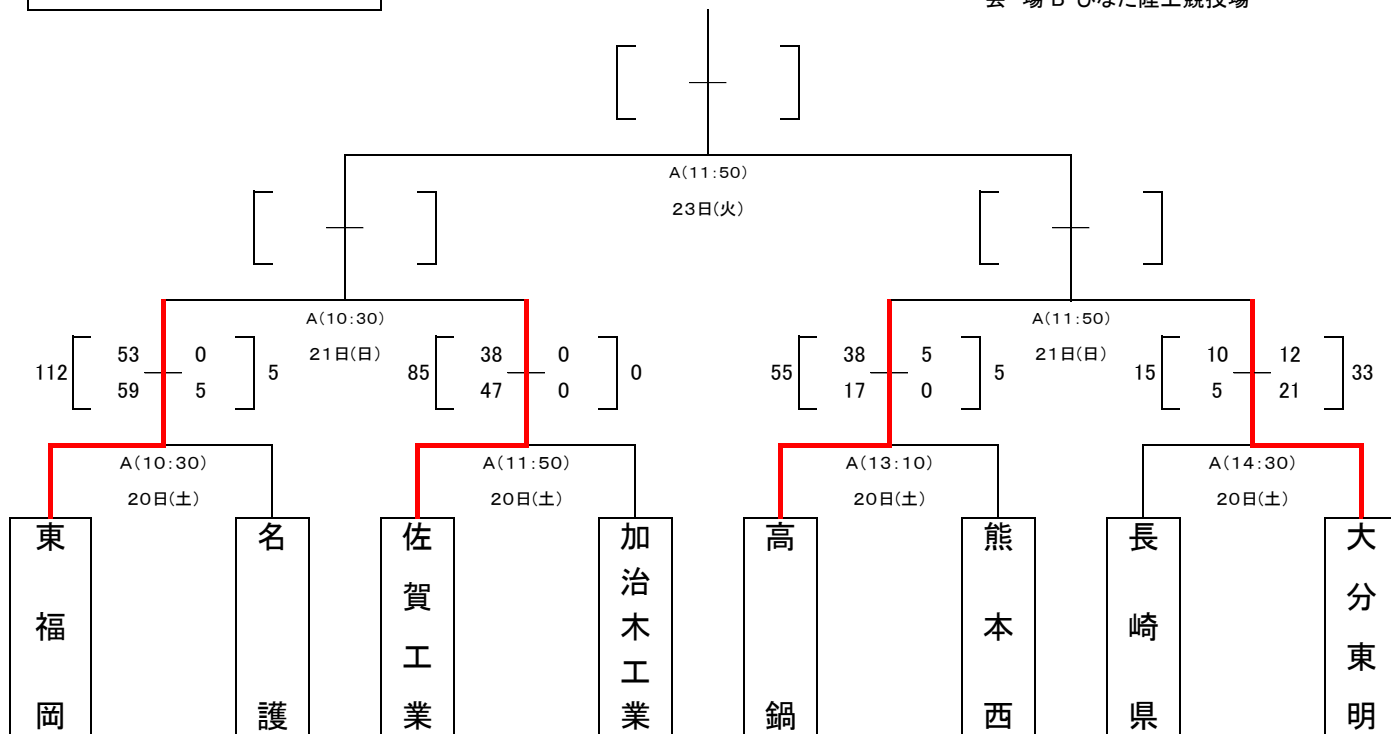 A(11:50)
23日(火)
A(10:30)
21日(日)
A(11:50)
21日(日)
112 53 0 5
59 5
85 38 0 0
47 0
55 38 5 5
17 0
15 10 12 33
5 21
A(10:30)
20日(土)
A(11:50)
20日(土)
A(13:10)
20日(土)
A(14:30)
20日(土)
東福岡
名護
佐賀工業
加治木工業
高鍋
熊本西
長崎県
大分東明